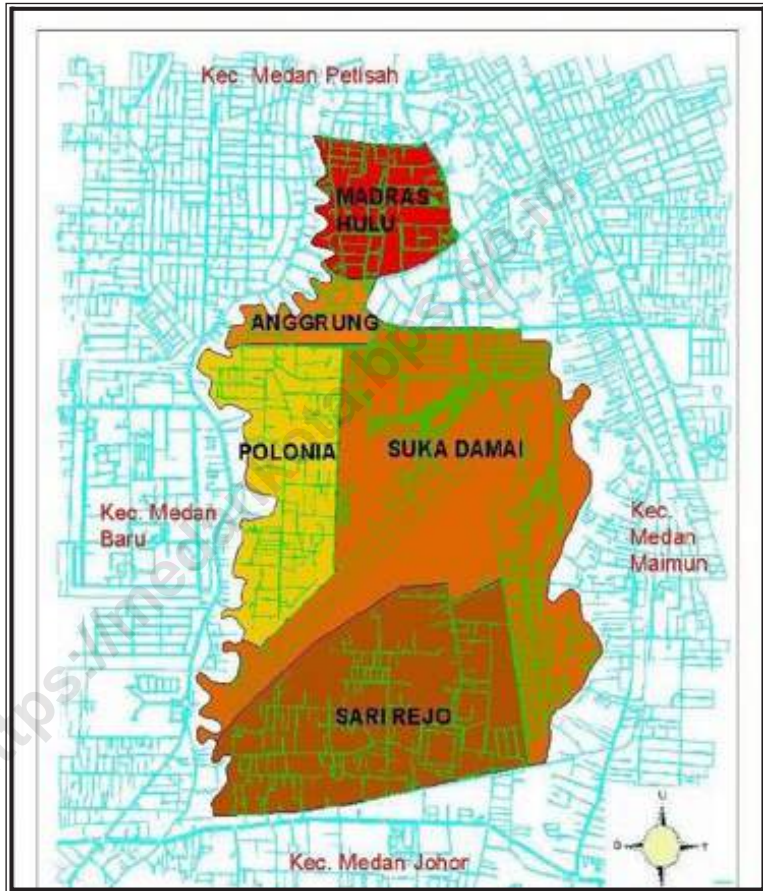 Kec. Medan Petisah
MADRAS
HULU
ANGGRUNG
POLONIA
SUKA DAMAI
Kec. Medan
Baru
Kec.
Medan
Maimun
SARI REJO
Kec. Medan Johor
U
T